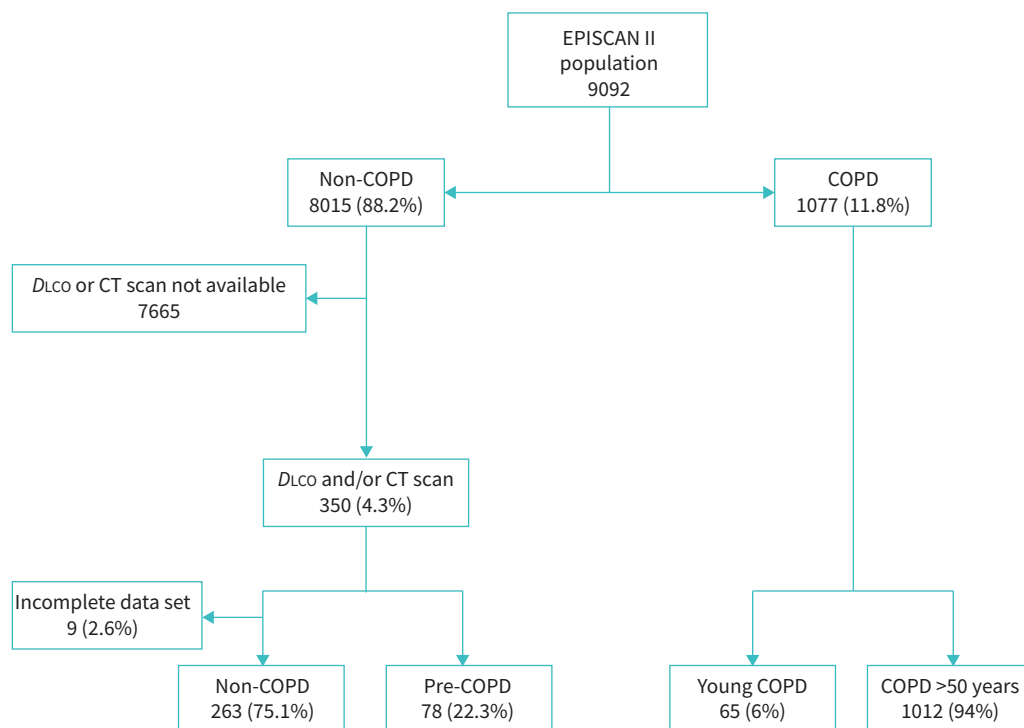 EPISCAN II
population
9092
Non-COPD
8015 (88.2%)
COPD
1077 (11.8%)
DLCO or CT scan not available
7665
DLCO and/or CT scan
350 (4.3%)
Incomplete data set
9 (2.6%)
Non-COPD
263 (75.1%)
Pre-COPD
78 (22.3%)
Young COPD
65 (6%)
COPD >50 years
1012 (94%)